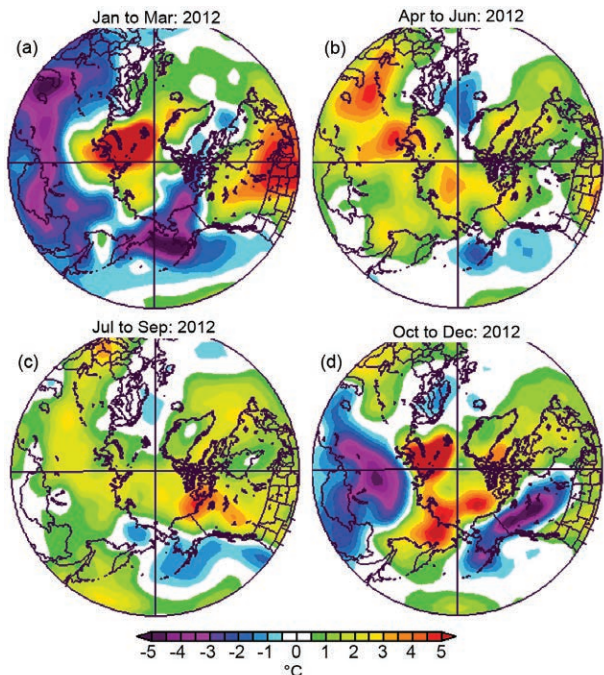 Jan to Mar: 2012
Apr to Jun: 2012
(a)
(b)
Jul to Sep: 2012
Oct to Dec: 2012
(c)
(d)
-5 -4 -3 -2 -1 0 1 2 3 4 5
°C